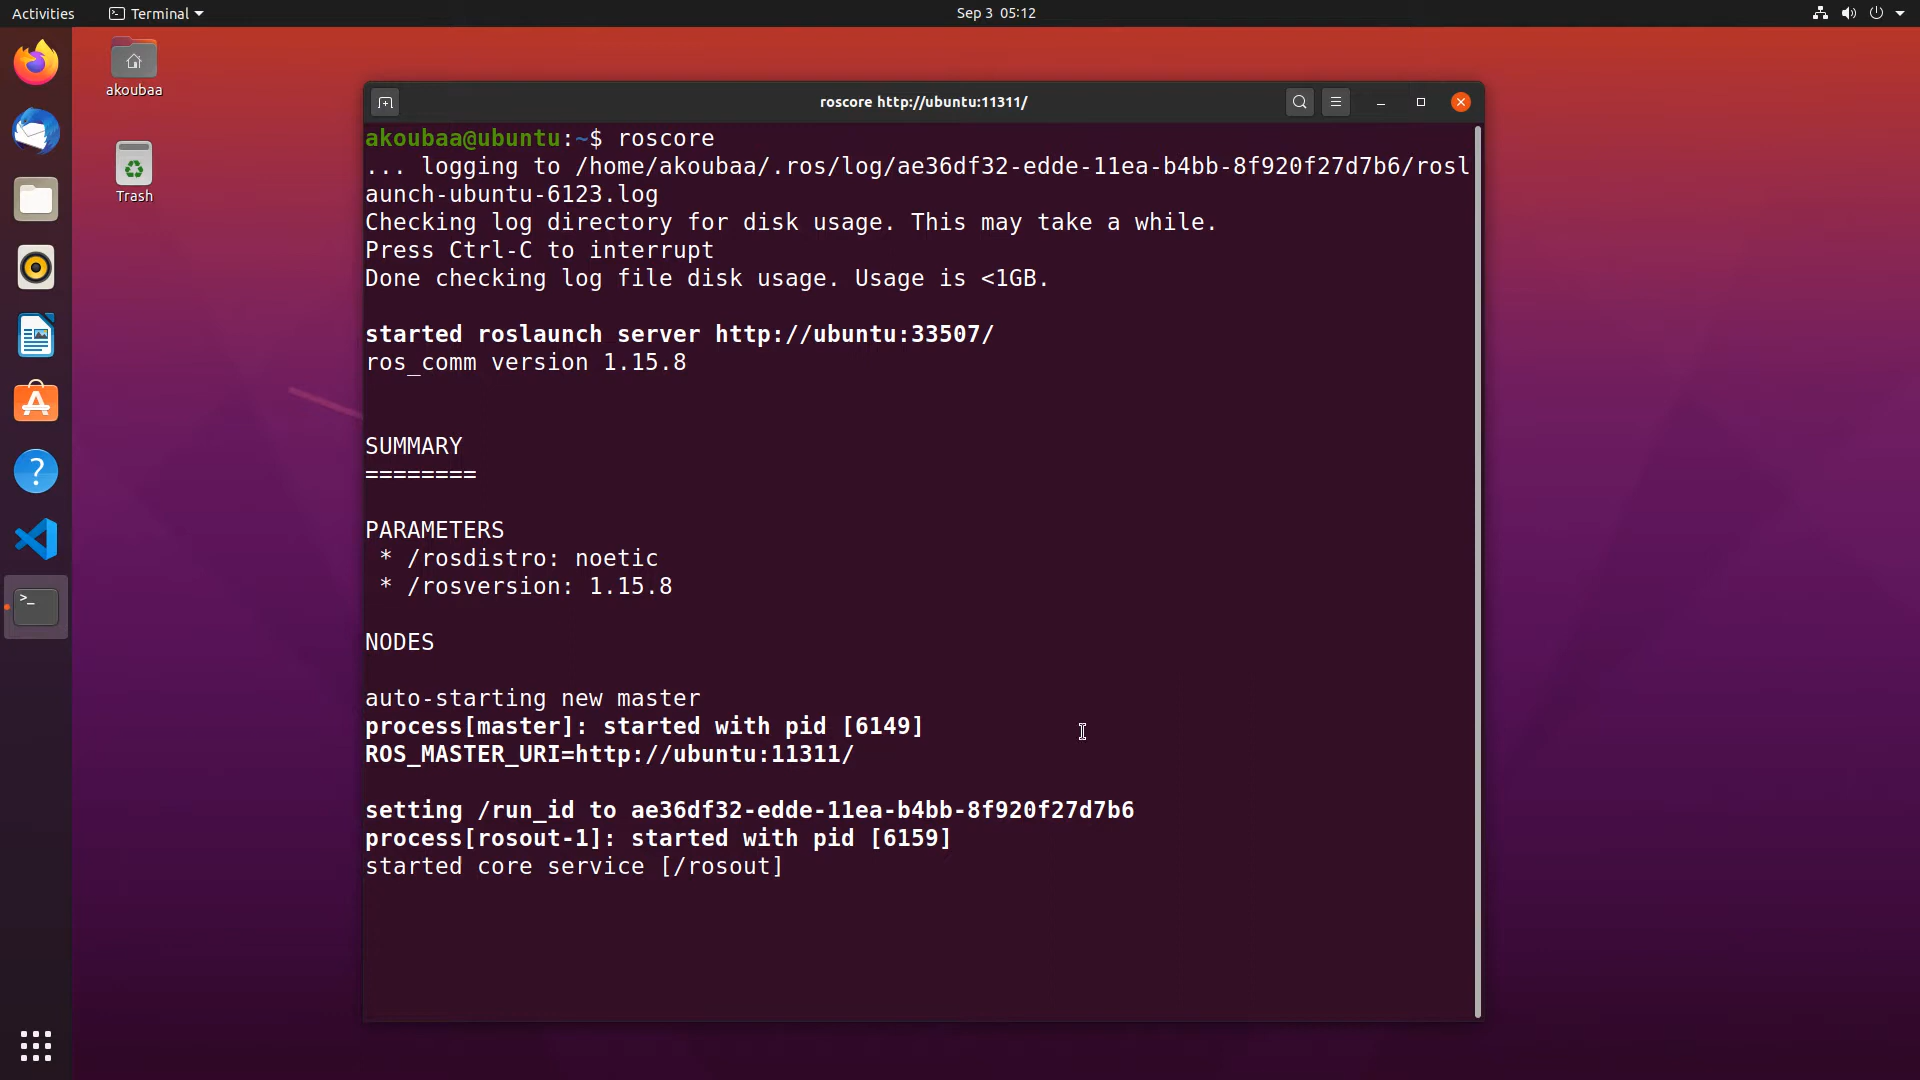 Activities
Terminal
Sep 3 05:12
akoubaa
Trash
roscore http://ubuntu:11311/
akoubaa@ubuntu:~$ roscore
... logging to /home/akoubaa/.ros/log/ae36df32-edde-11ea-b4bb-8f920f27d7b6/rosl
aunch-ubuntu-6123.log
Checking log directory for disk usage. This may take a while.
Press Ctrl-C to interrupt
Done checking log file disk usage. Usage is <1GB.
started roslaunch server http://ubuntu:33507/
ros_comm version 1.15.8
SUMMARY
========
PARAMETERS
 * /rosdistro: noetic
 * /rosversion: 1.15.8
NODES
auto-starting new master
process[master]: started with pid [6149]
ROS_MASTER_URI=http://ubuntu:11311/
setting /run_id to ae36df32-edde-11ea-b4bb-8f920f27d7b6
process[rosout-1]: started with pid [6159]
started core service [/rosout]